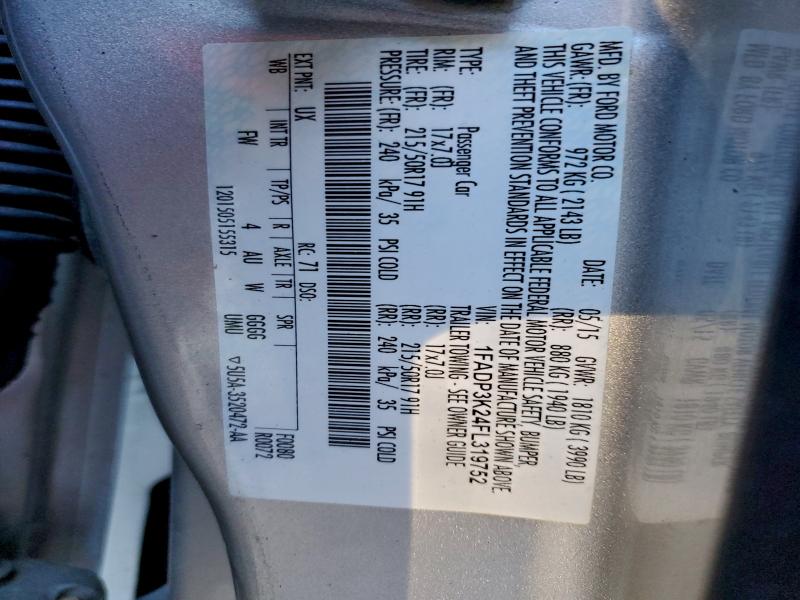 MFD. BY FORD MOTOR CO.
DATE: 05/15 GVWR: 1810 KG ( 3990 LB)
GAWR: (FR): 972 KG ( 2143 LB) (RR): 880 KG ( 1940 LB)
THIS VEHICLE CONFORMS TO ALL APPLICABLE FEDERAL MOTOR VEHICLE SAFETY, BUMPER
AND THEFT PREVENTION STANDARDS IN EFFECT ON THE DATE OF MANUFACTURE SHOWN ABOVE
VIN: 1FADP3K24FL319752
TYPE: Passenger Car TRAILER TOWING - SEE OWNER GUIDE
RIM: (FR): 17x7.0J (RR): 17x7.0J
TIRE: (FR): 215/50R17 91H (RR): 215/50R17 91H
PRESSURE (FR): 240 kPa/ 35 PSI COLD (RR): 240 kPa/ 35 PSI COLD
EXT PNT: UX RC: 71 DSO:
WB INT TR TP/PS R AXLE TR SPR F0080
FW 4 AU W GGGG R0072
UMU
1201505155315 ▽ 5U5A-3520472-AA